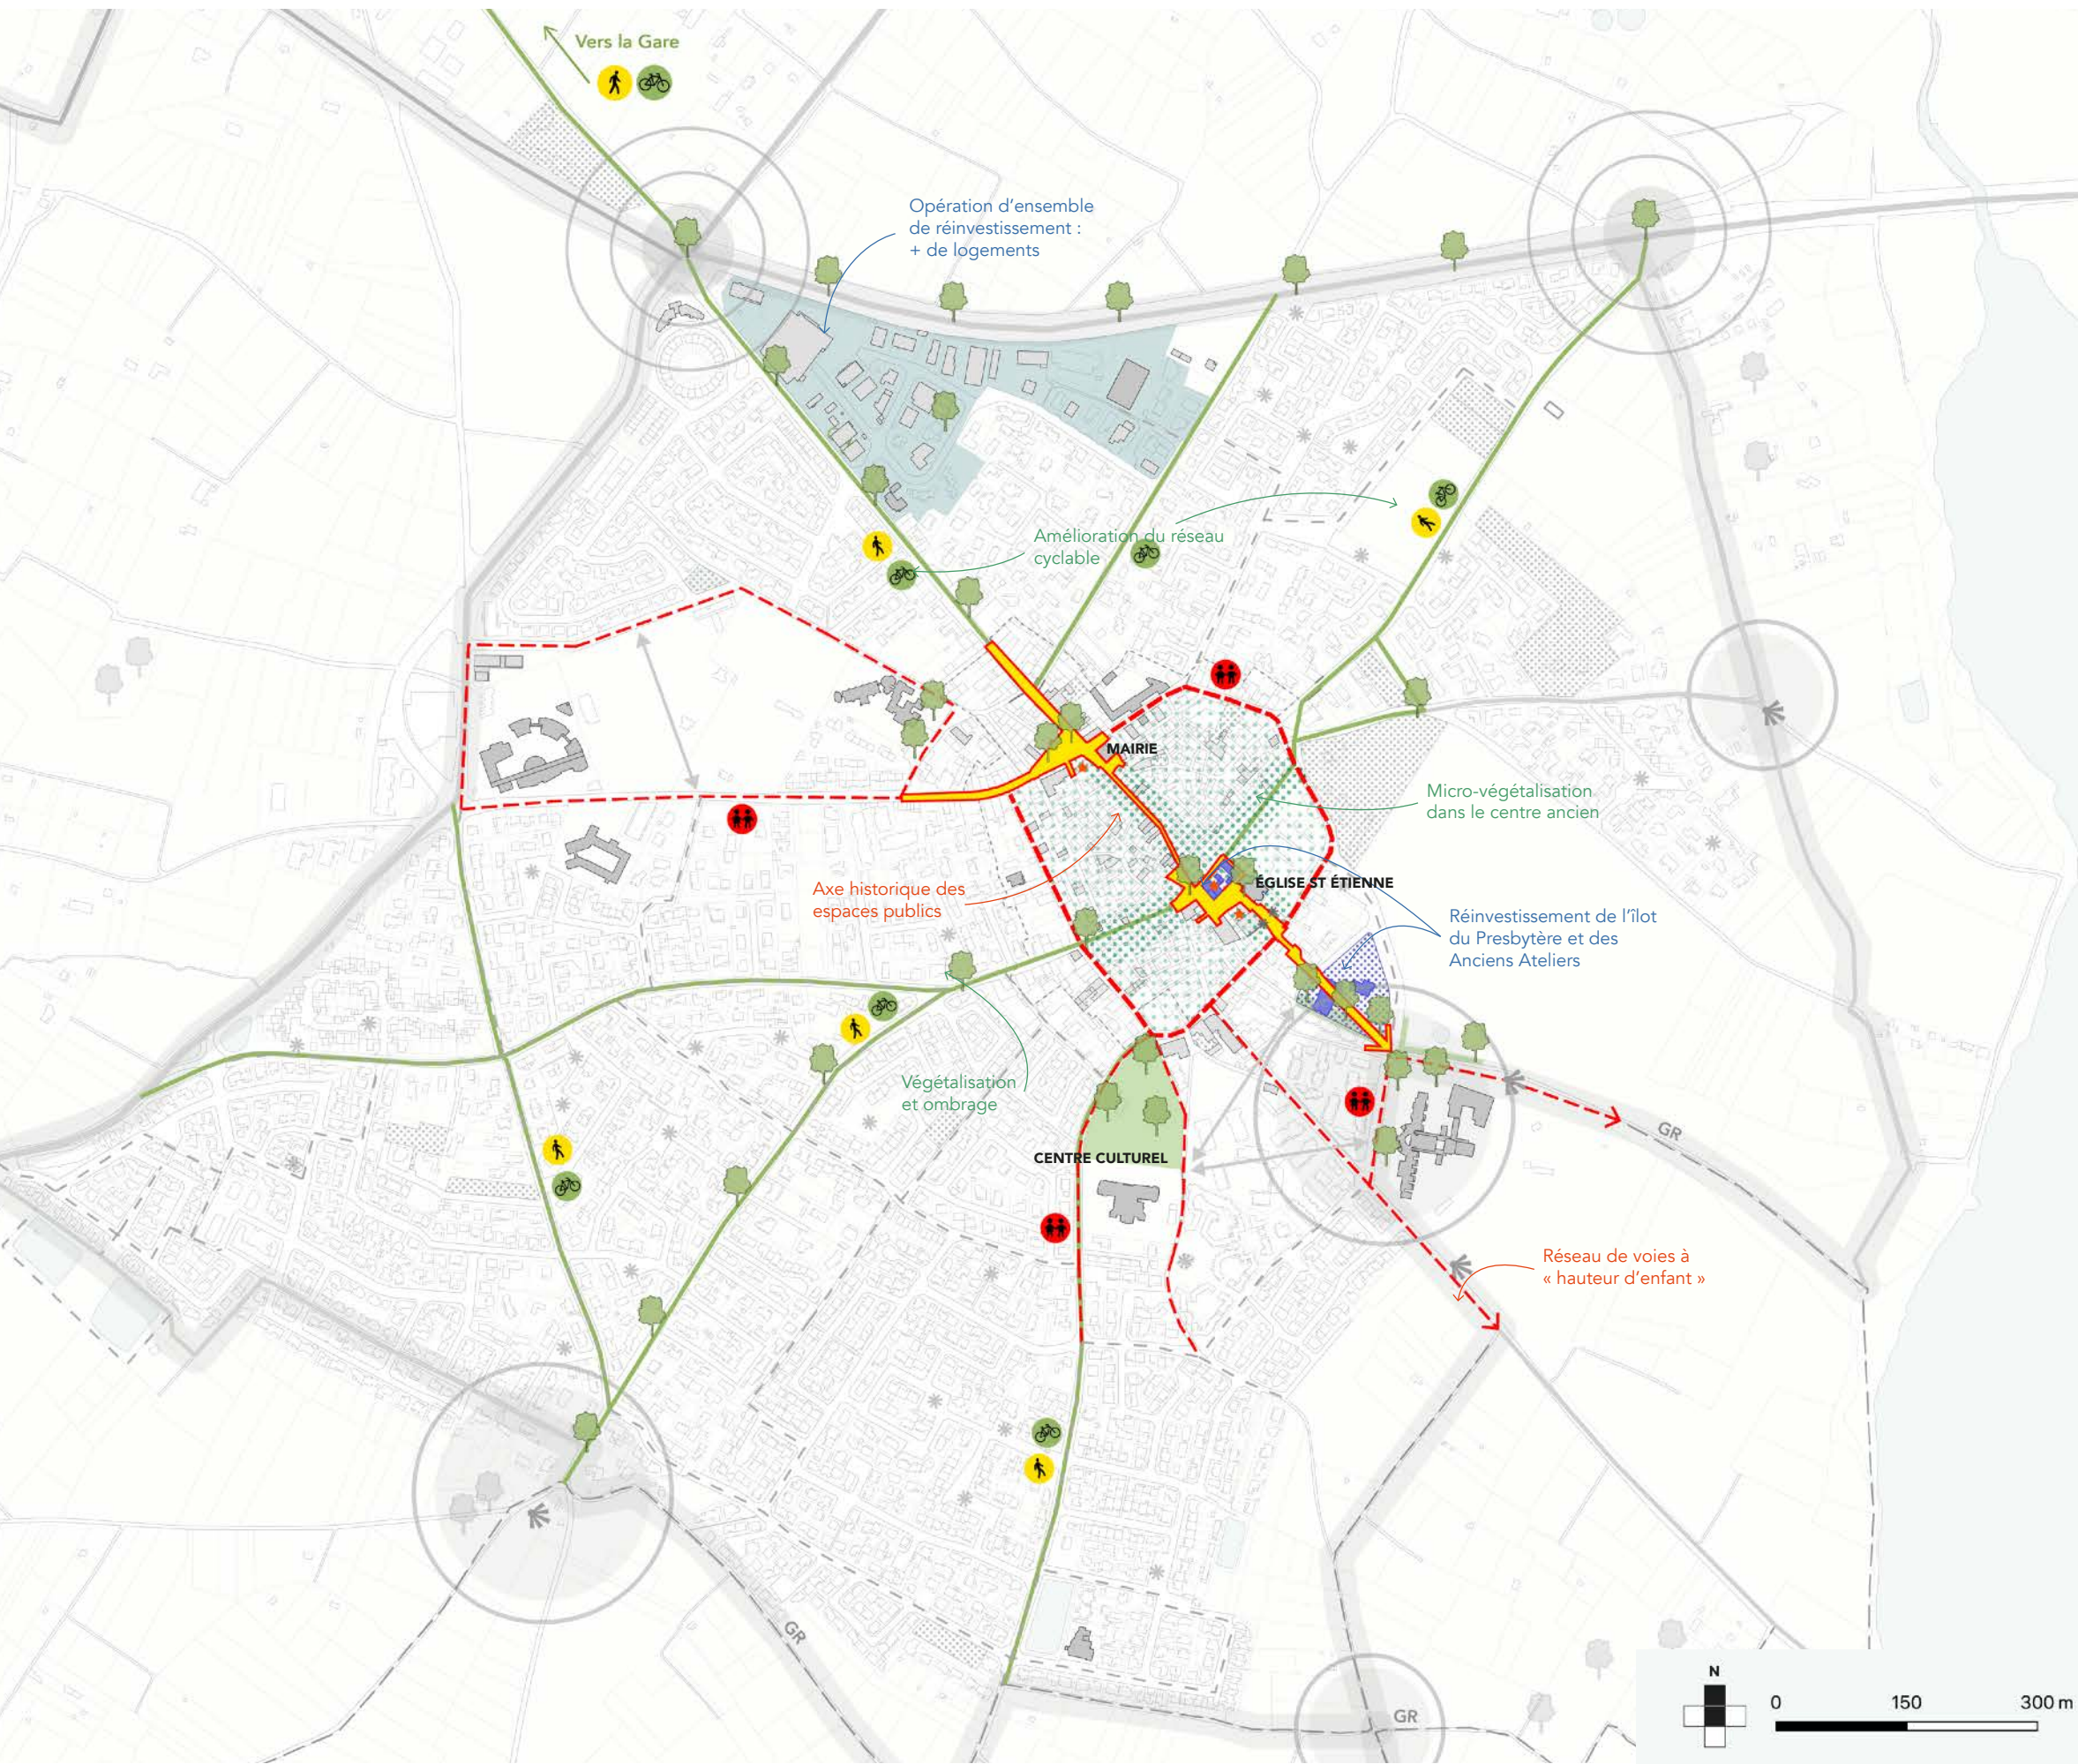 Vers la Gare
Opération d'ensemble
de réinvestissement :
+ de logements
Amélioration du réseau
cyclable
MAIRIE
Micro-végétalisation
dans le centre ancien
Axe historique des
espaces publics
ÉGLISE ST ÉTIENNE
Réinvestissement de l'îlot
du Presbytère et des
Anciens Ateliers
Végétalisation
et ombrage
CENTRE CULTUREL
GR
Réseau de voies à
« hauteur d'enfant »
GR
GR
N
0 150 300 m